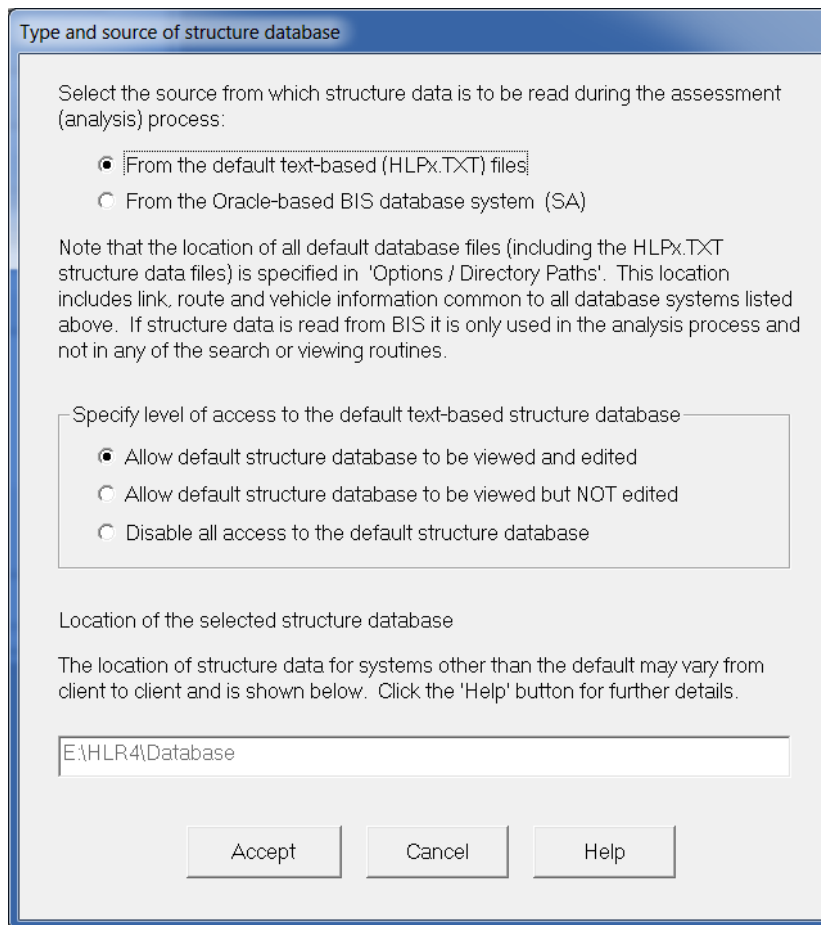 Type and source of structure database
Select the source from which structure data is to be read during the assessment
(analysis) process:
From the default text-based (HLPx.TXT) files
From the Oracle-based BIS database system (SA)
Note that the location of all default database files (including the HLPx.TXT
structure data files) is specified in 'Options / Directory Paths'. This location
includes link, route and vehicle information common to all database systems listed
above. If structure data is read from BIS it is only used in the analysis process and
not in any of the search or viewing routines.
Specify level of access to the default text-based structure database
Allow default structure database to be viewed and edited
Allow default structure database to be viewed but NOT edited
Disable all access to the default structure database
Location of the selected structure database
The location of structure data for systems other than the default may vary from
client to client and is shown below. Click the 'Help' button for further details.
E:\HLR4\Database
Accept Cancel Help